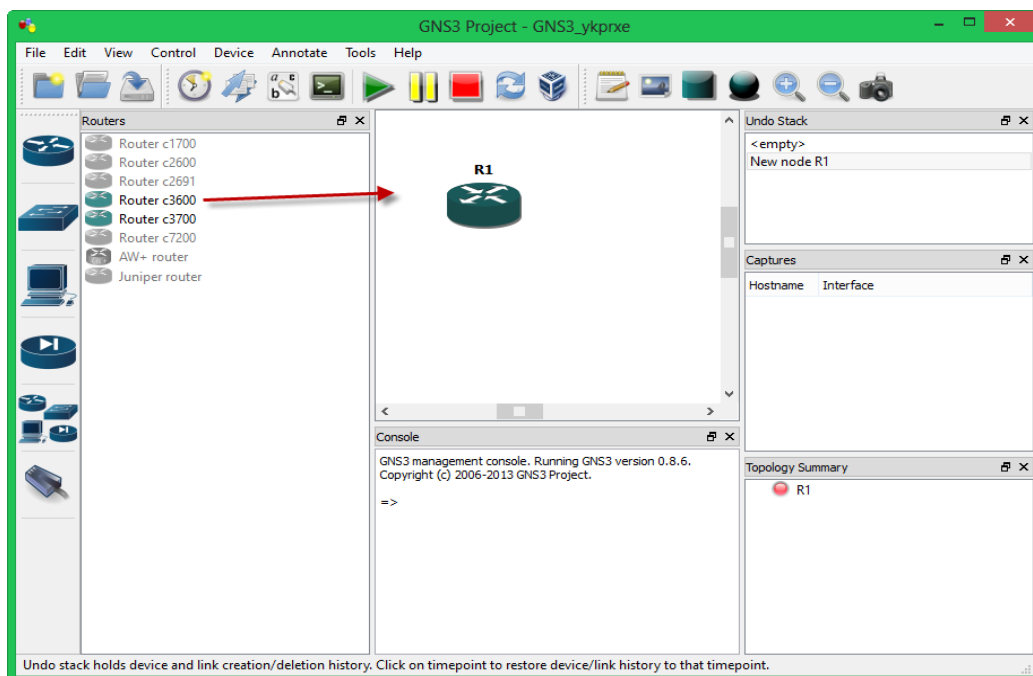 GNS3 Project - GNS3_ykprxe
File Edit View Control Device Annotate Tools Help
Routers
Router c1700
Router c2600
Router c2691
Router c3600
Router c3700
Router c7200
AW+ router
Juniper router
R1
Console
GNS3 management console. Running GNS3 version 0.8.6.
Copyright (c) 2006-2013 GNS3 Project.
=>
Undo Stack
<empty>
New node R1
Captures
Hostname Interface
Topology Summary
R1
Undo stack holds device and link creation/deletion history. Click on timepoint to restore device/link history to that timepoint.